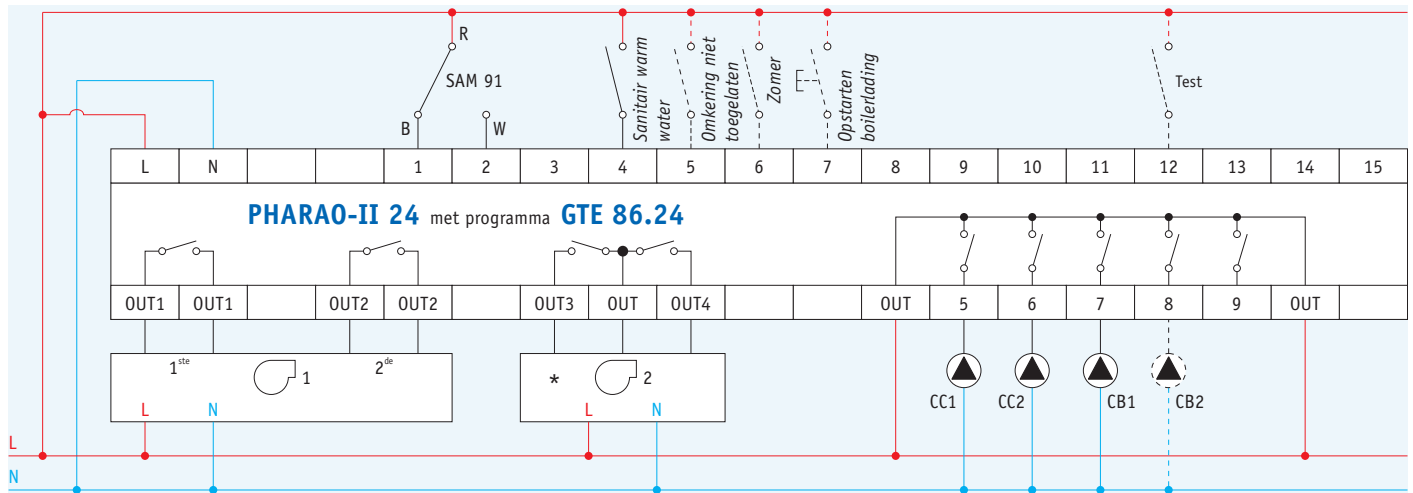 R
SAM 91
B
W
Sanitair warm
water
Omkering niet
toegelaten
Zomer
Opstarten
boilerlading
Test
L N 1 2 3 4 5 6 7 8 9 10 11 12 13 14 15
PHARAO-II 24 met programma GTE 86.24
OUT1 OUT1 OUT2 OUT2 OUT3 OUT OUT4 OUT 5 6 7 8 9 OUT
1ste 1 2de
* 2
L N L N
CC1 CC2 CB1 CB2
L
N